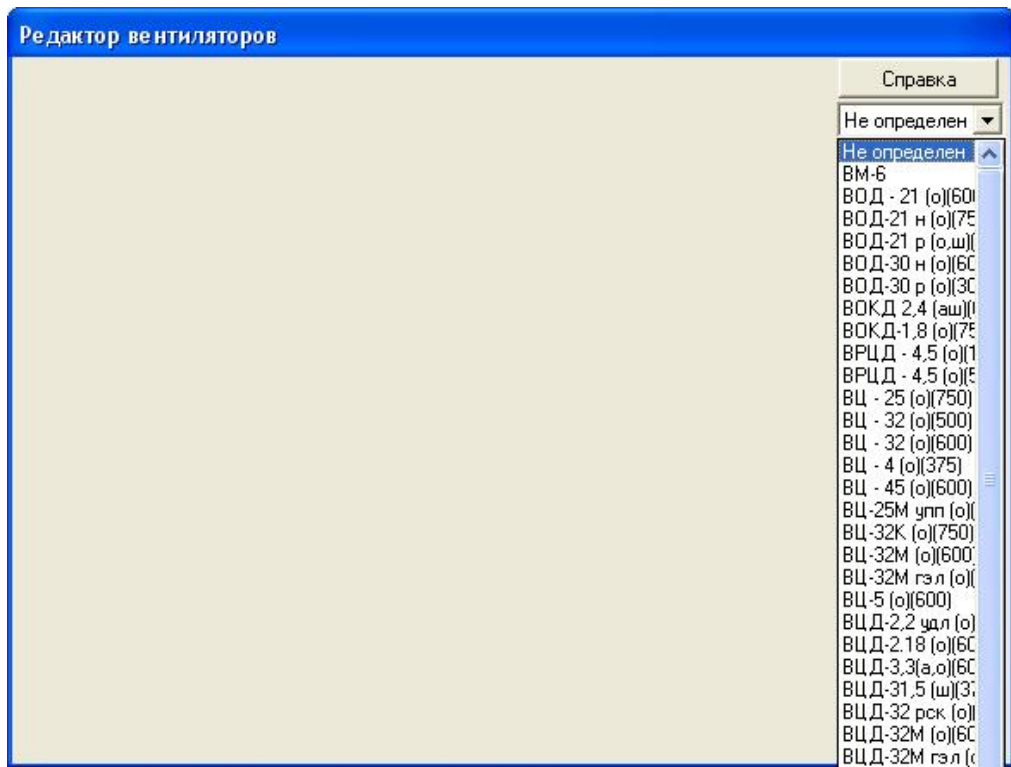 Редактор вентиляторов
Справка
Не определен
Не определен
ВМ-6
ВОД - 21 (о)(60
ВОД-21 н (о)(75
ВОД-21 р (о,ш)(
ВОД-30 н (о)(60
ВОД-30 р (о)(30
ВОКД 2,4 (аш)(
ВОКД-1,8 (о)(75
ВРЦД - 4,5 (о)(1
ВРЦД - 4,5 (о)(5
ВЦ - 25 (о)(750)
ВЦ - 32 (о)(500)
ВЦ - 32 (о)(600)
ВЦ - 4 (о)(375)
ВЦ - 45 (о)(600)
ВЦ-25М упп (о)(
ВЦ-32К (о)(750)
ВЦ-32М (о)(600)
ВЦ-32М гэл (о)(
ВЦ-5 (о)(600)
ВЦД-2,2 удл (о)
ВЦД-2.18 (о)(60
ВЦД-3,3(а,о)(60
ВЦД-31,5 (ш)(37
ВЦД-32 рск (о)(
ВЦД-32М (о)(60
ВЦД-32М гэл (о